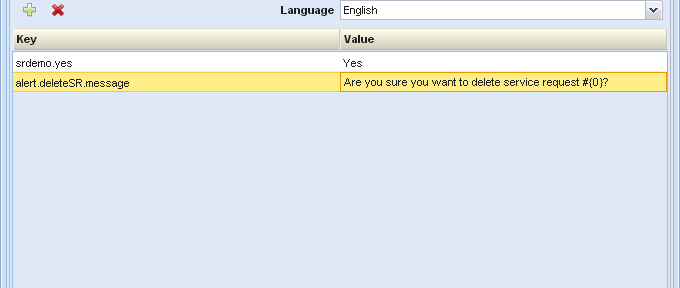 Language English
Key Value
srdemo.yes Yes
alert.deleteSR.message Are you sure you want to delete service request #{0}?